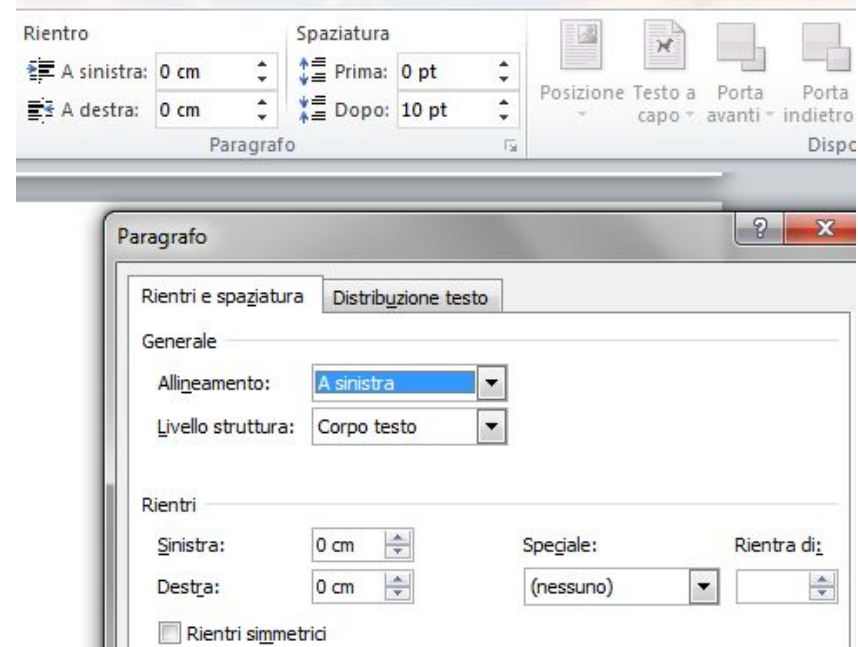 Rientro Spaziatura
A sinistra: 0 cm Prima: 0 pt
A destra: 0 cm Dopo: 10 pt
Posizione Testo a capo Porta avanti Porta indietro
Paragrafo Dispo
Paragrafo ? X
Rientri e spaziatura Distribuzione testo
Generale
Allineamento: A sinistra
Livello struttura: Corpo testo
Rientri
Sinistra: 0 cm Speciale: Rientra di:
Destra: 0 cm (nessuno)
Rientri simmetrici